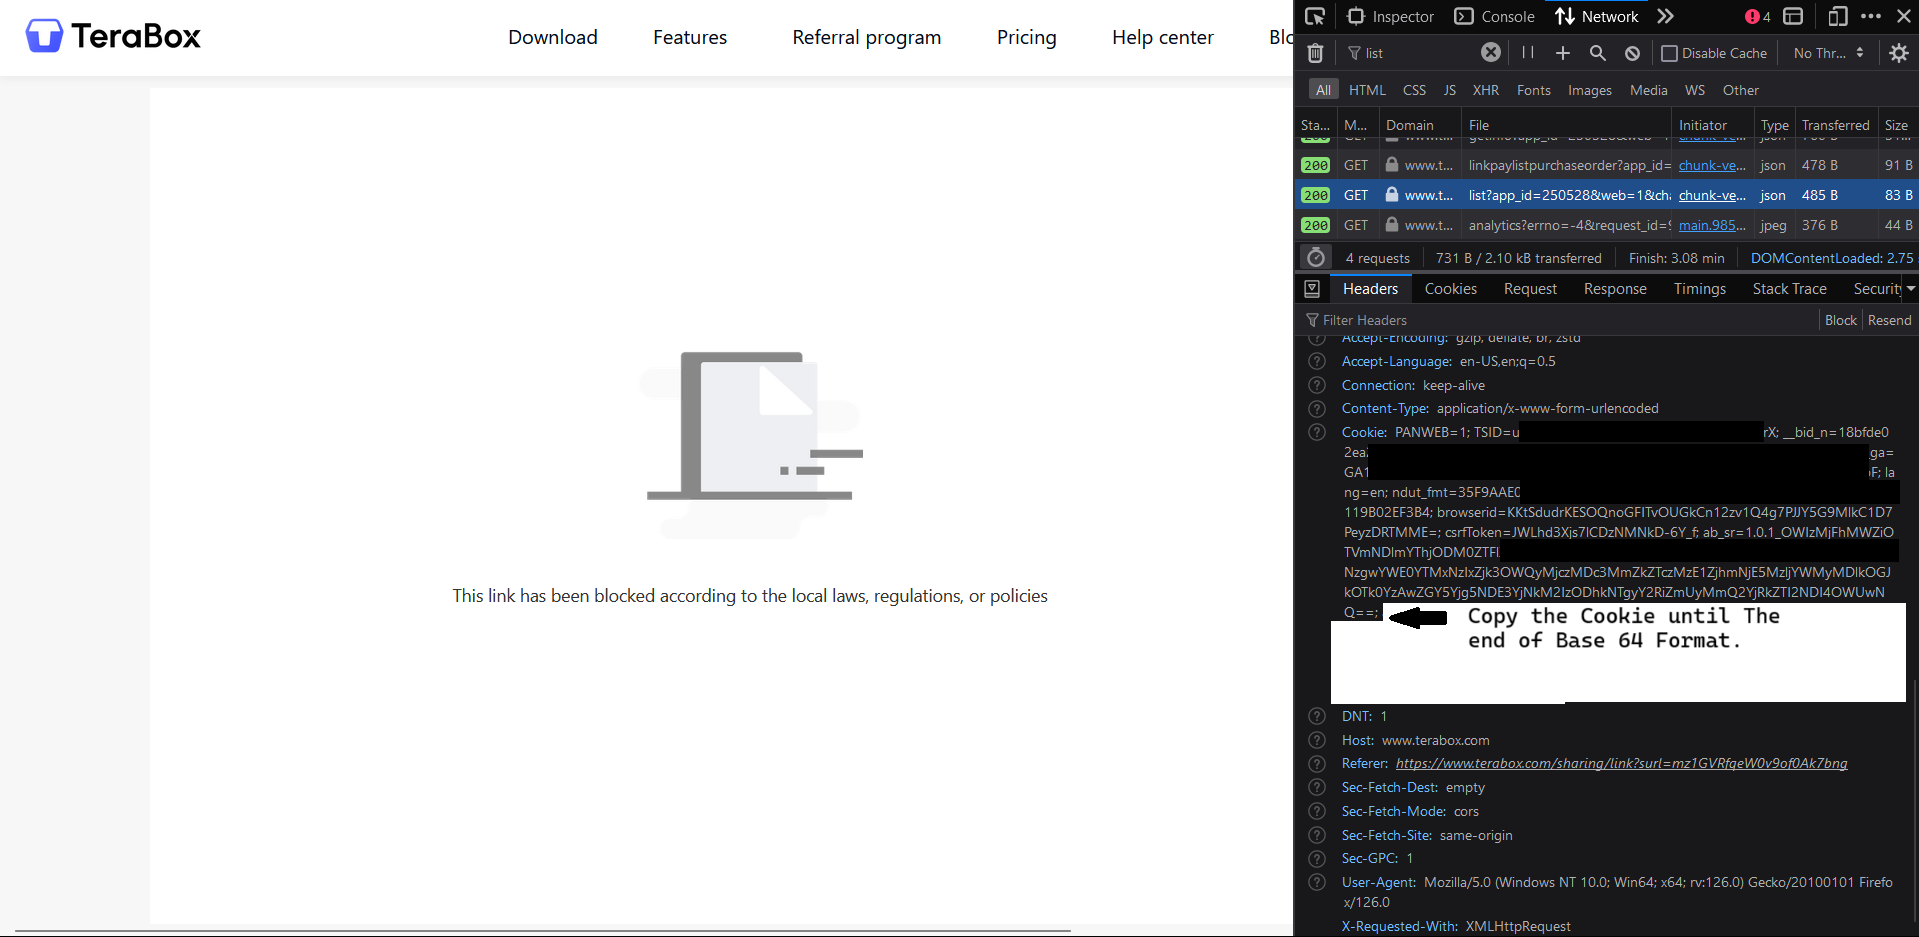 TeraBox
Download Features Referral program Pricing Help center Blo
This link has been blocked according to the local laws, regulations, or policies
Inspector Console Network 4
list Disable Cache No Thr...
All HTML CSS JS XHR Fonts Images Media WS Other
Sta... M... Domain File Initiator Type Transferred Size
200 GET www.t... linkpaylistpurchaseorder?app_id= chunk-ve... json 478 B 91 B
200 GET www.t... list?app_id=250528&web=1&cha chunk-ve... json 485 B 83 B
200 GET www.t... analytics?errno=-4&request_id=9 main.985... jpeg 376 B 44 B
4 requests 731 B / 2.10 kB transferred Finish: 3.08 min DOMContentLoaded: 2.75
Headers Cookies Request Response Timings Stack Trace Security
Filter Headers Block Resend
Accept-Encoding: gzip, deflate, br, zstd
Accept-Language: en-US,en;q=0.5
Connection: keep-alive
Content-Type: application/x-www-form-urlencoded
Cookie: PANWEB=1; TSID=u rX; __bid_n=18bfde0
2ea ga=
GA1 F; la
ng=en; ndut_fmt=35F9AAE0
119B02EF3B4; browserid=KKtSdudrKESOQnoGFITvOUGkCn12zv1Q4g7PJJY5G9MlkC1D7
PeyzDRTMME=; csrfToken=JWLhd3Xjs7lCDzNMNkD-6Y_f; ab_sr=1.0.1_OWIzMjFhMWZiO
TVmNDlmYThjODM0ZTFl
NzgwYWE0YTMxNzIxZjk3OWQyMjczMDc3MmZkZTczMzE1ZjhmNjE5MzljYWMyMDlkOGJ
kOTk0YzAwZGY5Yjg5NDE3YjNkM2IzODhkNTgyY2RiZmUyMmQ2YjRkZTI2NDI4OWUwN
Q==;
Copy the Cookie until The
end of Base 64 Format.
DNT: 1
Host: www.terabox.com
Referer: https://www.terabox.com/sharing/link?surl=mz1GVRfqeW0v9of0Ak7bng
Sec-Fetch-Dest: empty
Sec-Fetch-Mode: cors
Sec-Fetch-Site: same-origin
Sec-GPC: 1
User-Agent: Mozilla/5.0 (Windows NT 10.0; Win64; x64; rv:126.0) Gecko/20100101 Firefo
x/126.0
X-Requested-With: XMLHttpRequest